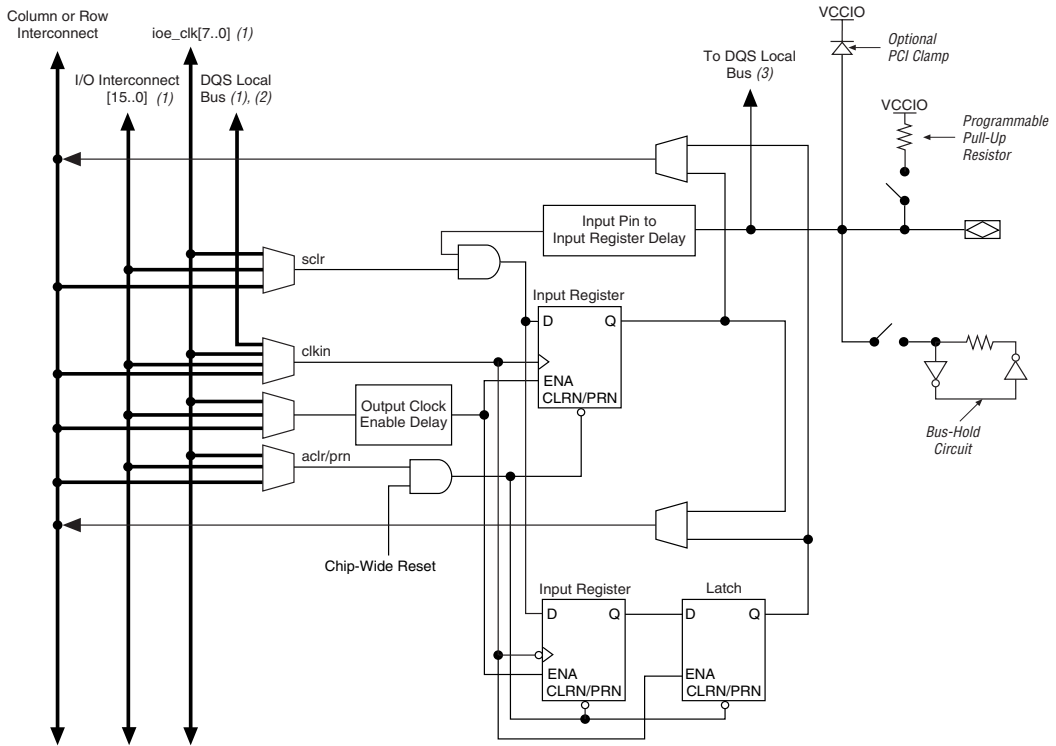 Column or Row
Interconnect
ioe_clk[7..0] (1)
I/O Interconnect
[15..0] (1)
DQS Local
Bus (1), (2)
To DQS Local
Bus (3)
VCCIO
Optional
PCI Clamp
VCCIO
Programmable
Pull-Up
Resistor
Input Pin to
Input Register Delay
sclr
Input Register
D
Q
clkin
ENA
CLRN/PRN
Output Clock
Enable Delay
Bus-Hold
Circuit
aclr/prn
Chip-Wide Reset
Input Register
D
Q
ENA
CLRN/PRN
Latch
D
Q
ENA
CLRN/PRN